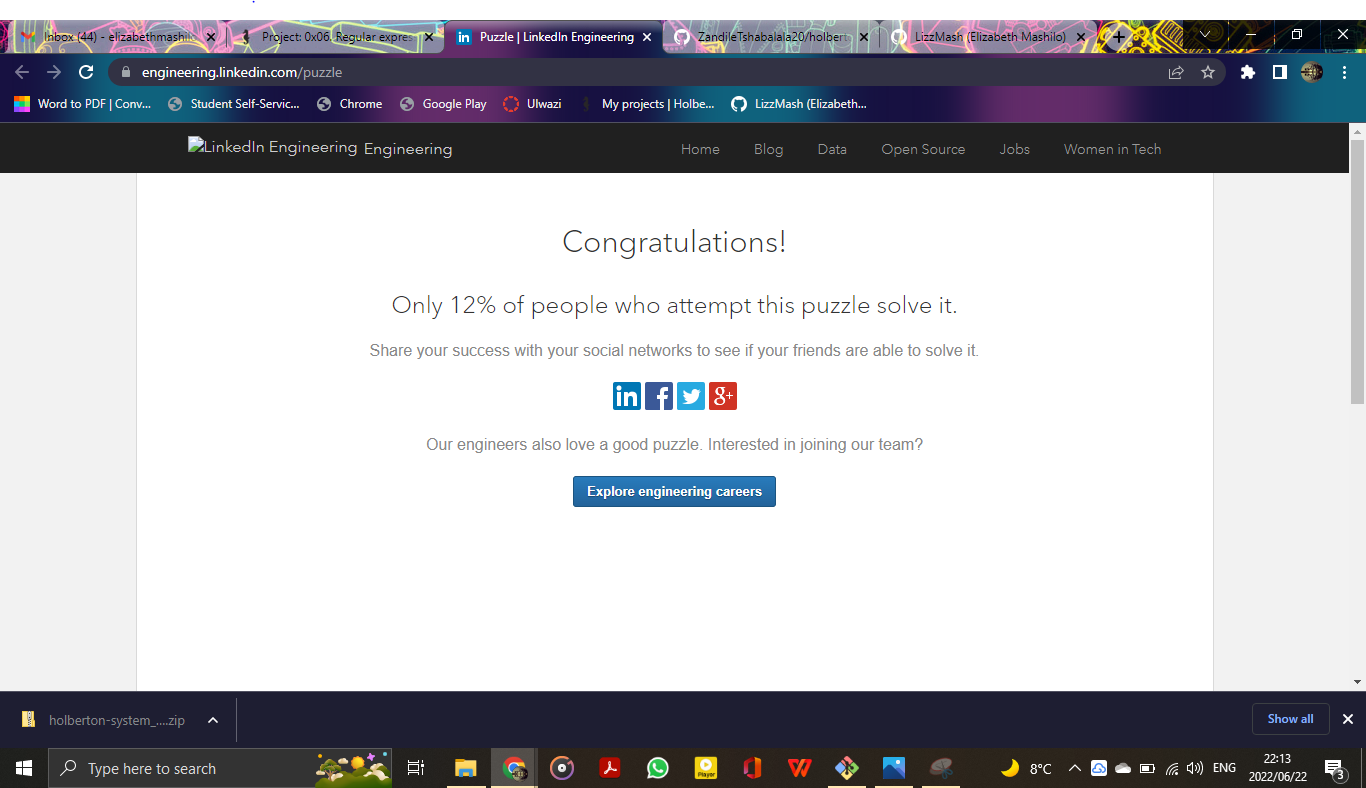 Inbox (44) - elizabethmashil
Project: 0x06. Regular expres
Puzzle | LinkedIn Engineering
ZandileTshabalala20/holbert
LizzMash (Elizabeth Mashilo)
engineering.linkedin.com/puzzle
Word to PDF | Conv...
Student Self-Servic...
Chrome
Google Play
Ulwazi
My projects | Holbe...
LizzMash (Elizabeth...
LinkedIn Engineering Engineering
Home
Blog
Data
Open Source
Jobs
Women in Tech
Congratulations!
Only 12% of people who attempt this puzzle solve it.
Share your success with your social networks to see if your friends are able to solve it.
in f g+
Our engineers also love a good puzzle. Interested in joining our team?
Explore engineering careers
holberton-system_....zip
Show all
Type here to search
Player
8°C
ENG
22:13
2022/06/22
3